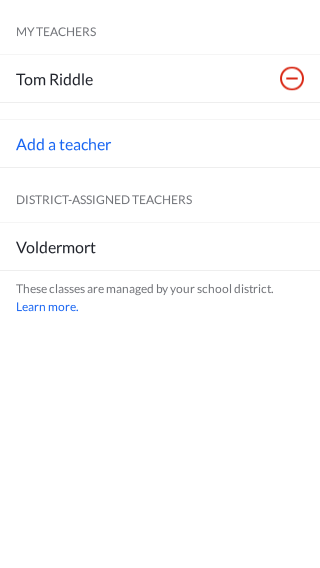 MY TEACHERS
Tom Riddle
Add a teacher
DISTRICT-ASSIGNED TEACHERS
Voldermort
These classes are managed by your school district.
Learn more.